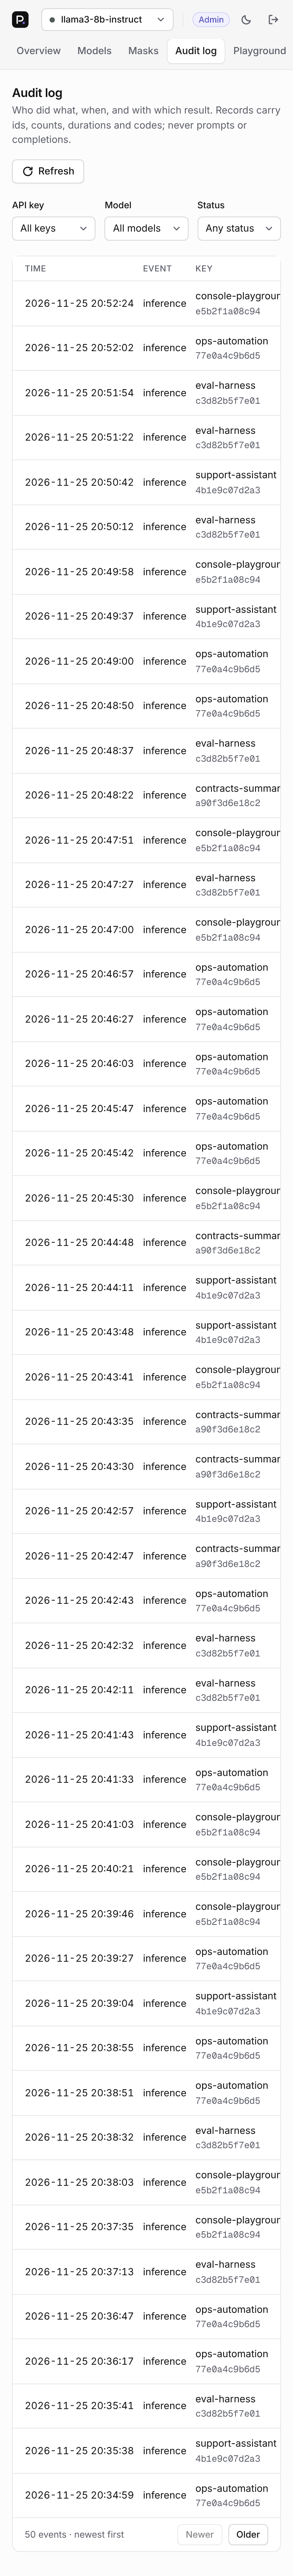 P.
llama3-8b-instruct
Admin
Overview Models Masks Audit log Playground
Audit log
Who did what, when, and with which result. Records carry
ids, counts, durations and codes; never prompts or
completions.
Refresh
API key Model Status
All keys All models Any status
TIME EVENT KEY
2026-11-25 20:52:24 inference console-playgroun
e5b2f1a08c94
2026-11-25 20:52:02 inference ops-automation
77e0a4c9b6d5
2026-11-25 20:51:54 inference eval-harness
c3d82b5f7e01
2026-11-25 20:51:22 inference eval-harness
c3d82b5f7e01
2026-11-25 20:50:42 inference support-assistant
4b1e9c07d2a3
2026-11-25 20:50:12 inference eval-harness
c3d82b5f7e01
2026-11-25 20:49:58 inference console-playgroun
e5b2f1a08c94
2026-11-25 20:49:37 inference support-assistant
4b1e9c07d2a3
2026-11-25 20:49:00 inference ops-automation
77e0a4c9b6d5
2026-11-25 20:48:50 inference ops-automation
77e0a4c9b6d5
2026-11-25 20:48:37 inference eval-harness
c3d82b5f7e01
2026-11-25 20:48:22 inference contracts-summar
a90f3d6e18c2
2026-11-25 20:47:51 inference console-playgroun
e5b2f1a08c94
2026-11-25 20:47:27 inference eval-harness
c3d82b5f7e01
2026-11-25 20:47:00 inference console-playgroun
e5b2f1a08c94
2026-11-25 20:46:57 inference ops-automation
77e0a4c9b6d5
2026-11-25 20:46:27 inference ops-automation
77e0a4c9b6d5
2026-11-25 20:46:03 inference ops-automation
77e0a4c9b6d5
2026-11-25 20:45:47 inference ops-automation
77e0a4c9b6d5
2026-11-25 20:45:42 inference ops-automation
77e0a4c9b6d5
2026-11-25 20:45:30 inference console-playgroun
e5b2f1a08c94
2026-11-25 20:44:48 inference contracts-summar
a90f3d6e18c2
2026-11-25 20:44:11 inference support-assistant
4b1e9c07d2a3
2026-11-25 20:43:48 inference support-assistant
4b1e9c07d2a3
2026-11-25 20:43:41 inference console-playgroun
e5b2f1a08c94
2026-11-25 20:43:35 inference contracts-summar
a90f3d6e18c2
2026-11-25 20:43:30 inference contracts-summar
a90f3d6e18c2
2026-11-25 20:42:57 inference support-assistant
4b1e9c07d2a3
2026-11-25 20:42:47 inference contracts-summar
a90f3d6e18c2
2026-11-25 20:42:43 inference ops-automation
77e0a4c9b6d5
2026-11-25 20:42:32 inference eval-harness
c3d82b5f7e01
2026-11-25 20:42:11 inference eval-harness
c3d82b5f7e01
2026-11-25 20:41:43 inference support-assistant
4b1e9c07d2a3
2026-11-25 20:41:33 inference ops-automation
77e0a4c9b6d5
2026-11-25 20:41:03 inference console-playgroun
e5b2f1a08c94
2026-11-25 20:40:21 inference console-playgroun
e5b2f1a08c94
2026-11-25 20:39:46 inference console-playgroun
e5b2f1a08c94
2026-11-25 20:39:27 inference ops-automation
77e0a4c9b6d5
2026-11-25 20:39:04 inference support-assistant
4b1e9c07d2a3
2026-11-25 20:38:55 inference ops-automation
77e0a4c9b6d5
2026-11-25 20:38:51 inference ops-automation
77e0a4c9b6d5
2026-11-25 20:38:32 inference eval-harness
c3d82b5f7e01
2026-11-25 20:38:03 inference console-playgroun
e5b2f1a08c94
2026-11-25 20:37:35 inference console-playgroun
e5b2f1a08c94
2026-11-25 20:37:13 inference eval-harness
c3d82b5f7e01
2026-11-25 20:36:47 inference ops-automation
77e0a4c9b6d5
2026-11-25 20:36:17 inference ops-automation
77e0a4c9b6d5
2026-11-25 20:35:41 inference eval-harness
c3d82b5f7e01
2026-11-25 20:35:38 inference support-assistant
4b1e9c07d2a3
2026-11-25 20:34:59 inference ops-automation
77e0a4c9b6d5
50 events · newest first Newer Older